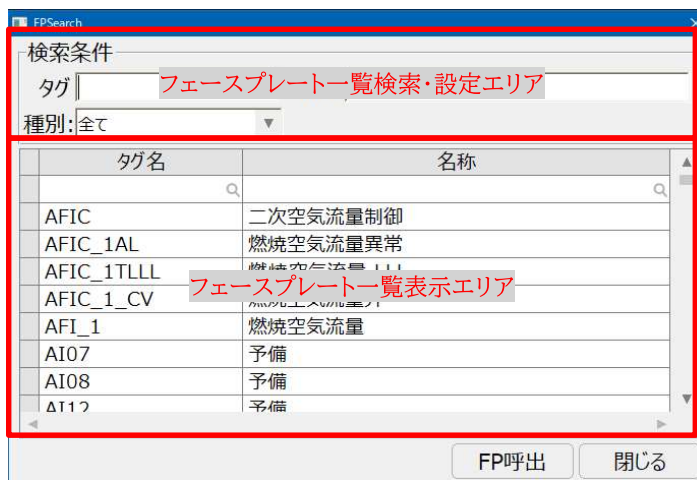 FPSearch
検索条件
タグ
フェースプレート一覧検索・設定エリア
種別:全て
タグ名 名称
AFIC 二次空気流量制御
AFIC_1AL 燃焼空気流量異常
AFIC_1TLLL
フェースプレート一覧表示エリア
AFIC_1_CV
AFI_1 燃焼空気流量
AI07 予備
AI08 予備
AI12 予備
FP呼出 閉じる